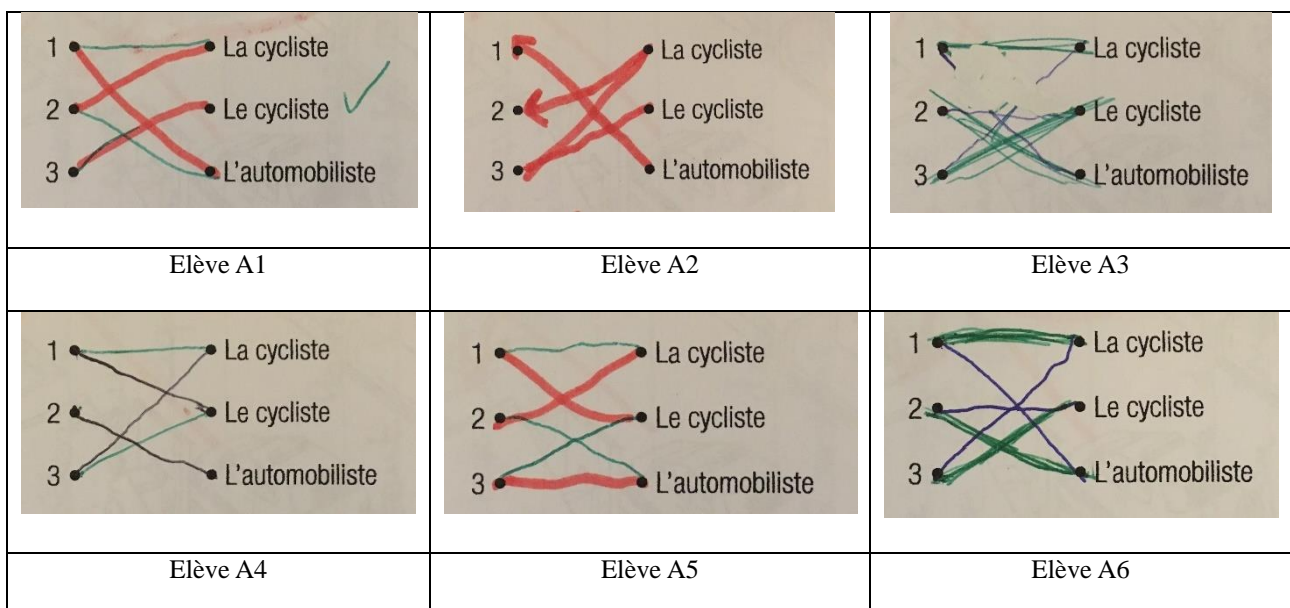 1 La cycliste
2 Le cycliste
3 L'automobiliste
Elève A1
1 La cycliste
2 Le cycliste
3 L'automobiliste
Elève A2
1 La cycliste
2 Le cycliste
3 L'automobiliste
Elève A3
1 La cycliste
2 Le cycliste
3 L'automobiliste
Elève A4
1 La cycliste
2 Le cycliste
3 L'automobiliste
Elève A5
1 La cycliste
2 Le cycliste
3 L'automobiliste
Elève A6